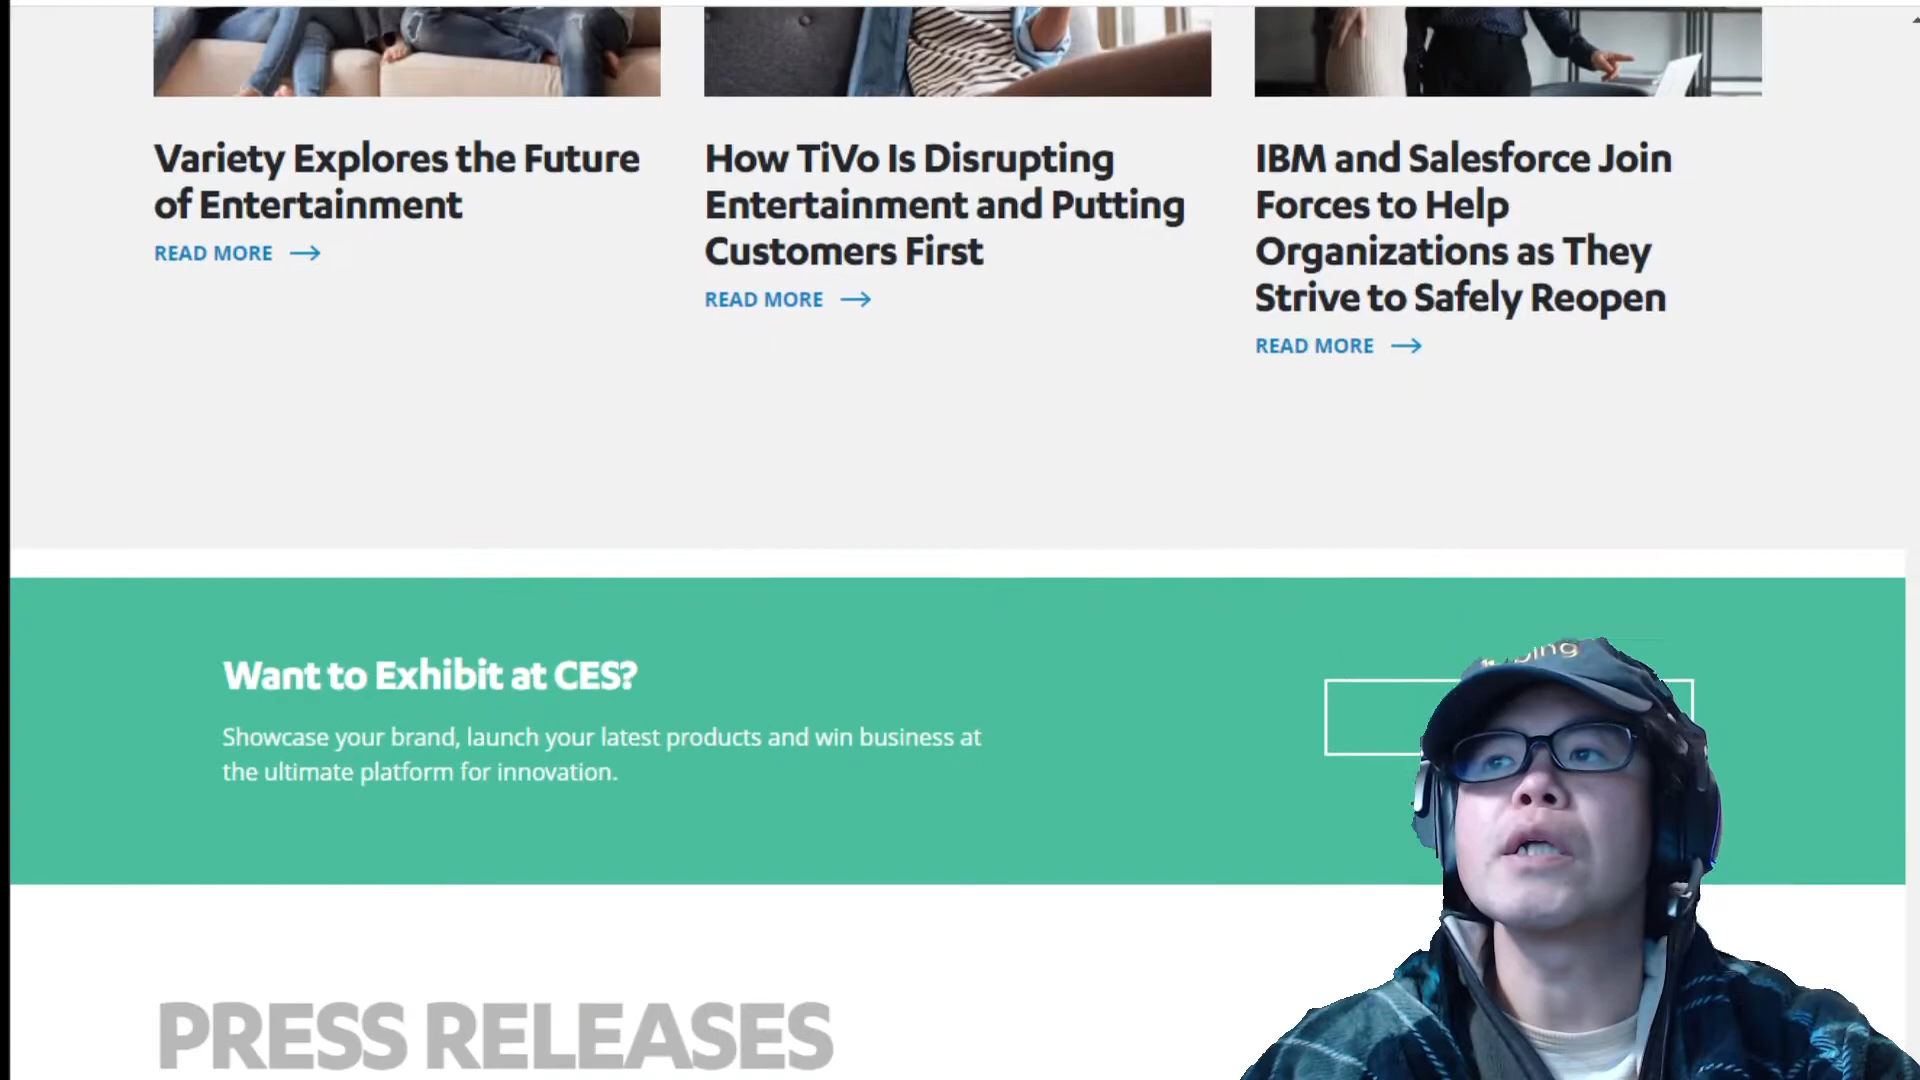 Variety Explores the Future
of Entertainment
READ MORE
How TiVo Is Disrupting
Entertainment and Putting
Customers First
READ MORE
IBM and Salesforce Join
Forces to Help
Organizations as They
Strive to Safely Reopen
READ MORE
Want to Exhibit at CES?
Showcase your brand, launch your latest products and win business at
the ultimate platform for innovation.
PRESS RELEASES